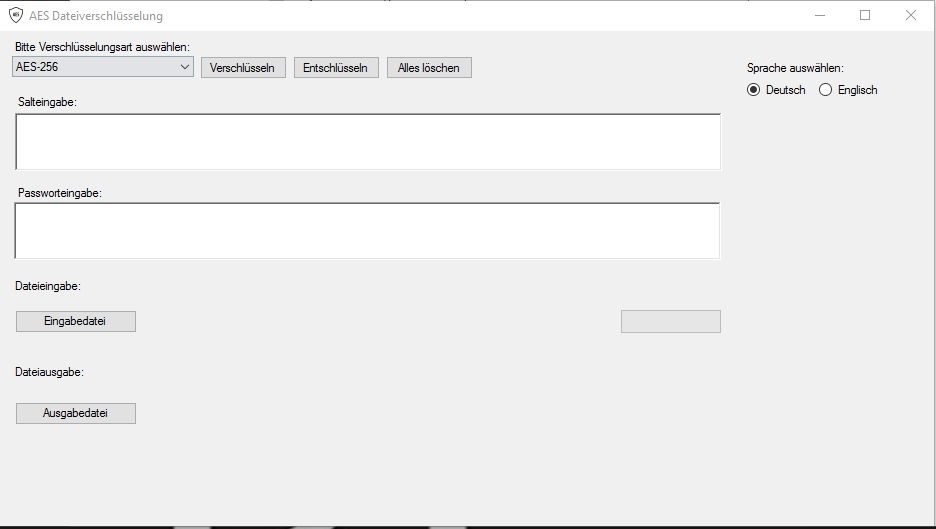 AES Dateiverschlüsselung
Bitte Verschlüsselungsart auswählen:
AES-256
Verschlüsseln
Entschlüsseln
Alles löschen
Sprache auswählen:
Deutsch
Englisch
Salteingabe:
Passworteingabe:
Dateieingabe:
Eingabedatei
Dateiausgabe:
Ausgabedatei